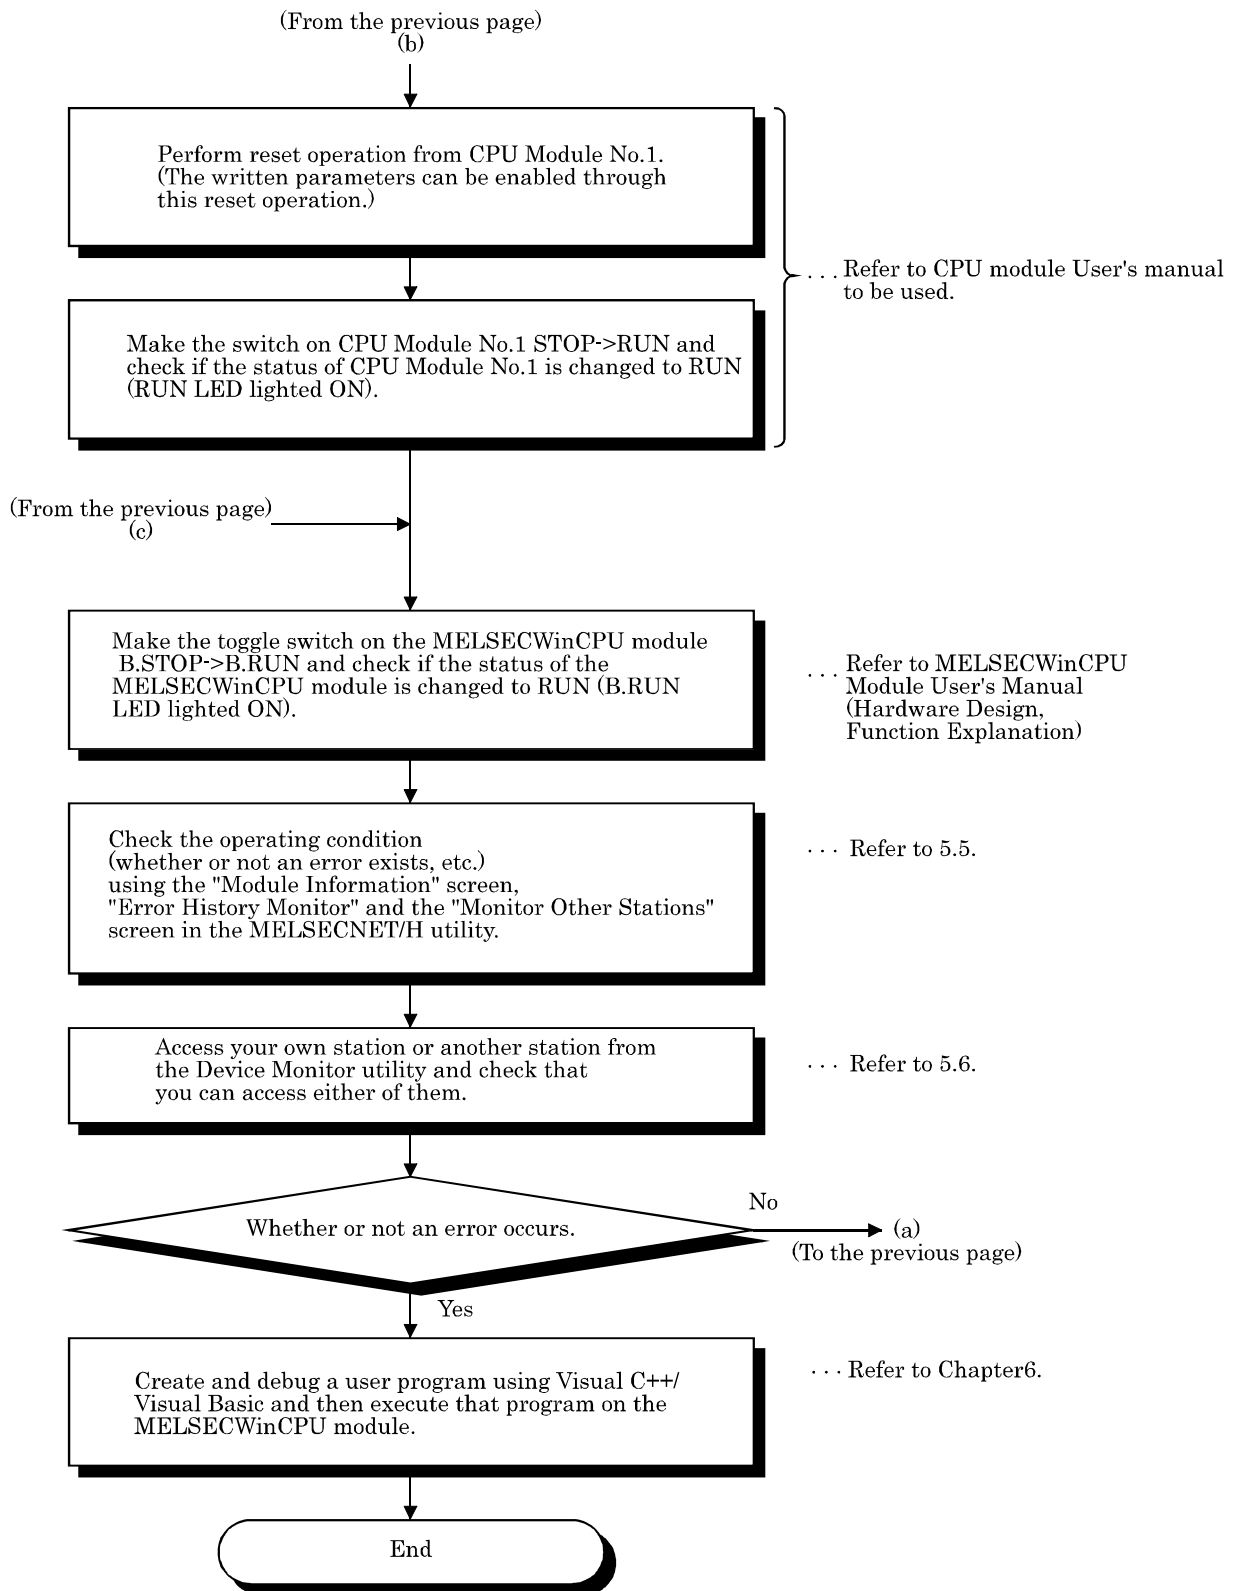 (From the previous page)
(b)
Perform reset operation from CPU Module No.1.
(The written parameters can be enabled through
this reset operation.)
. . . Refer to CPU module User's manual
to be used.
Make the switch on CPU Module No.1 STOP->RUN and
check if the status of CPU Module No.1 is changed to RUN
(RUN LED lighted ON).
(From the previous page)
(c)
Make the toggle switch on the MELSECWinCPU module
B.STOP->B.RUN and check if the status of the
MELSECWinCPU module is changed to RUN (B.RUN
LED lighted ON).
. . . Refer to MELSECWinCPU
Module User's Manual
(Hardware Design,
Function Explanation)
Check the operating condition
(whether or not an error exists, etc.)
using the "Module Information" screen,
"Error History Monitor" and the "Monitor Other Stations"
screen in the MELSECNET/H utility.
. . . Refer to 5.5.
Access your own station or another station from
the Device Monitor utility and check that
you can access either of them.
. . . Refer to 5.6.
Whether or not an error occurs.
No
(a)
(To the previous page)
Yes
Create and debug a user program using Visual C++/
Visual Basic and then execute that program on the
MELSECWinCPU module.
. . . Refer to Chapter6.
End